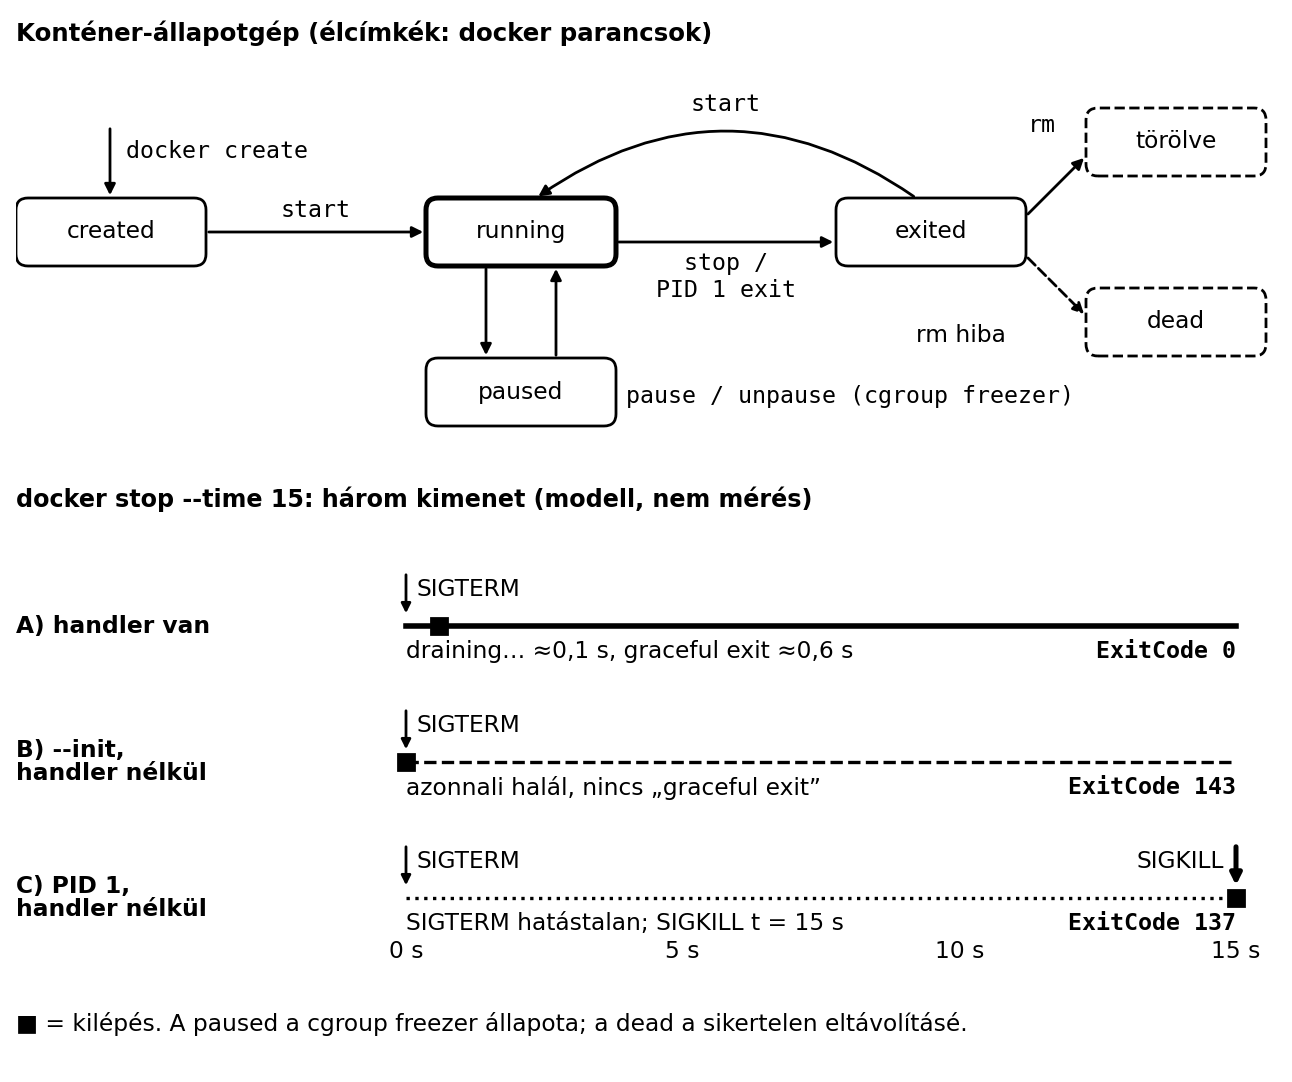 Konténer-állapotgép (élcímkék: docker parancsok)
start
rm
törölve
docker create
start
created
running
exited
stop /
PID 1 exit
dead
rm hiba
paused
pause / unpause (cgroup freezer)
docker stop --time 15: három kimenet (modell, nem mérés)
SIGTERM
A) handler van
draining… ≈0,1 s, graceful exit ≈0,6 s
ExitCode 0
SIGTERM
B) --init,
handler nélkül
azonnali halál, nincs „graceful exit”
ExitCode 143
SIGTERM
SIGKILL
C) PID 1,
handler nélkül
SIGTERM hatástalan; SIGKILL t = 15 s
ExitCode 137
0 s
5 s
10 s
15 s
■ = kilépés. A paused a cgroup freezer állapota; a dead a sikertelen eltávolításé.